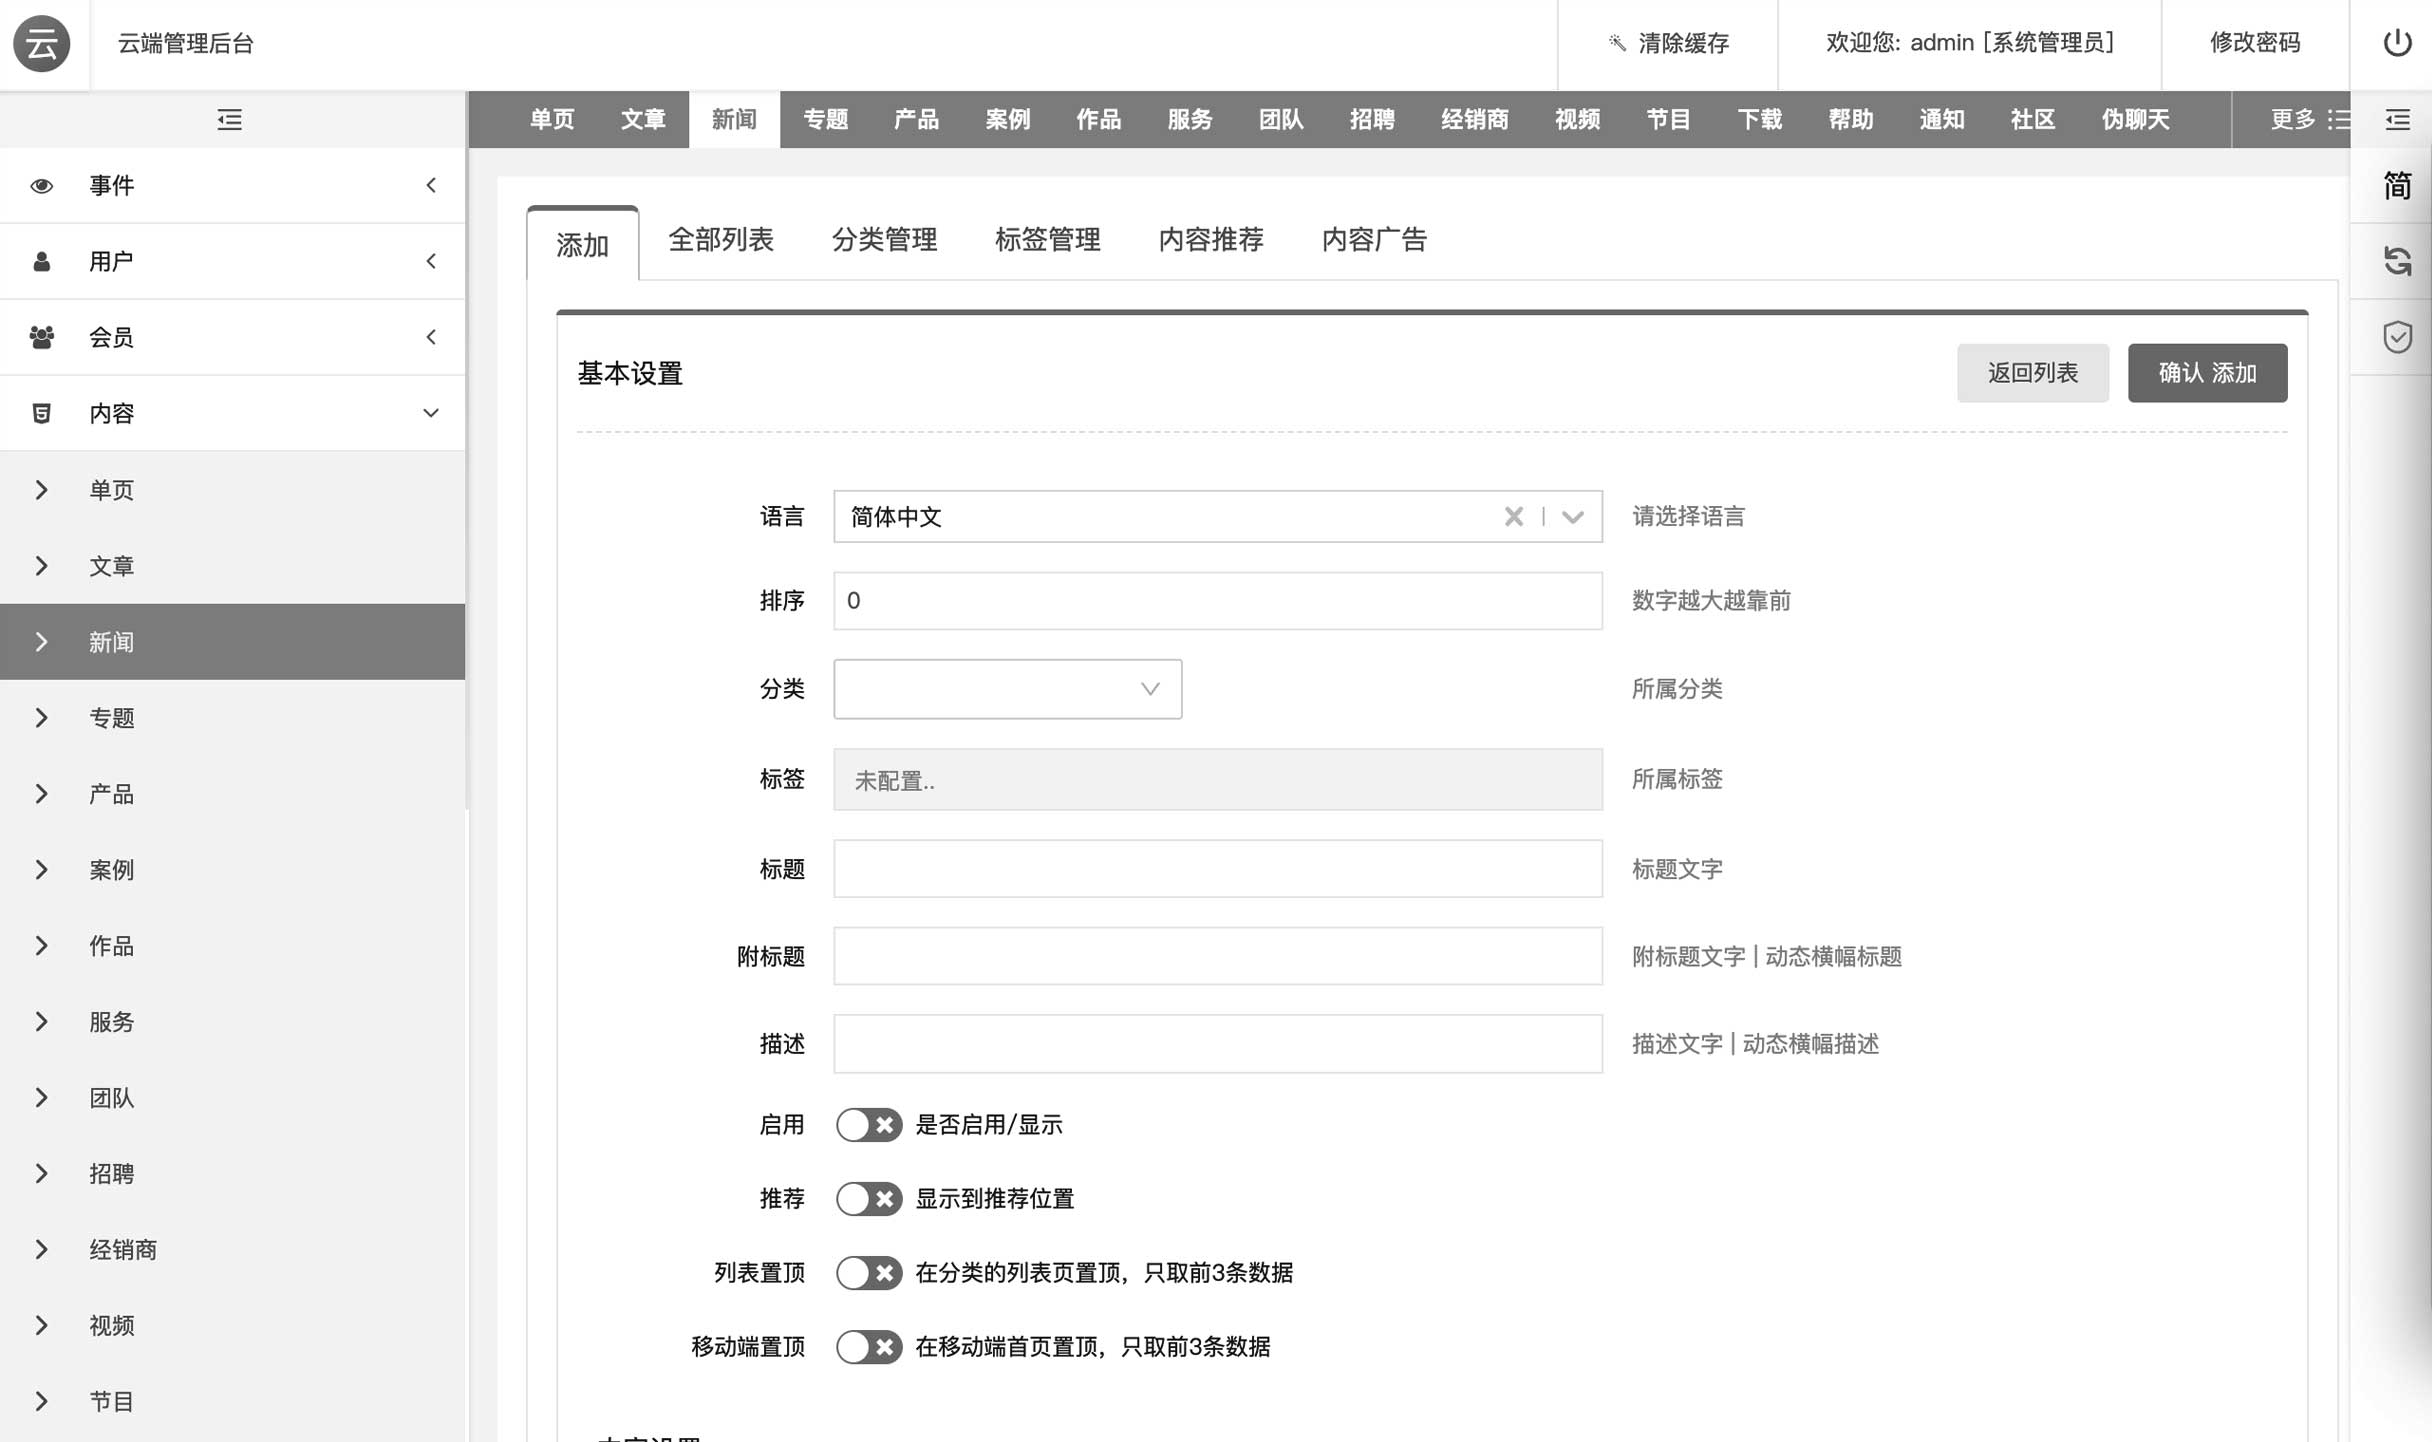 云 云端管理后台 清除缓存 欢迎您: admin [系统管理员] 修改密码
单页 文章 新闻 专题 产品 案例 作品 服务 团队 招聘 经销商 视频 节目 下载 帮助 通知 社区 伪聊天 更多
简
事件
用户
会员
内容
单页
文章
新闻
专题
产品
案例
作品
服务
团队
招聘
经销商
视频
节目
添加 全部列表 分类管理 标签管理 内容推荐 内容广告
基本设置 返回列表 确认 添加
语言 简体中文 请选择语言
排序 0 数字越大越靠前
分类 所属分类
标签 未配置.. 所属标签
标题 标题文字
附标题 附标题文字 | 动态横幅标题
描述 描述文字 | 动态横幅描述
启用 是否启用/显示
推荐 显示到推荐位置
列表置顶 在分类的列表页置顶，只取前3条数据
移动端置顶 在移动端首页置顶，只取前3条数据